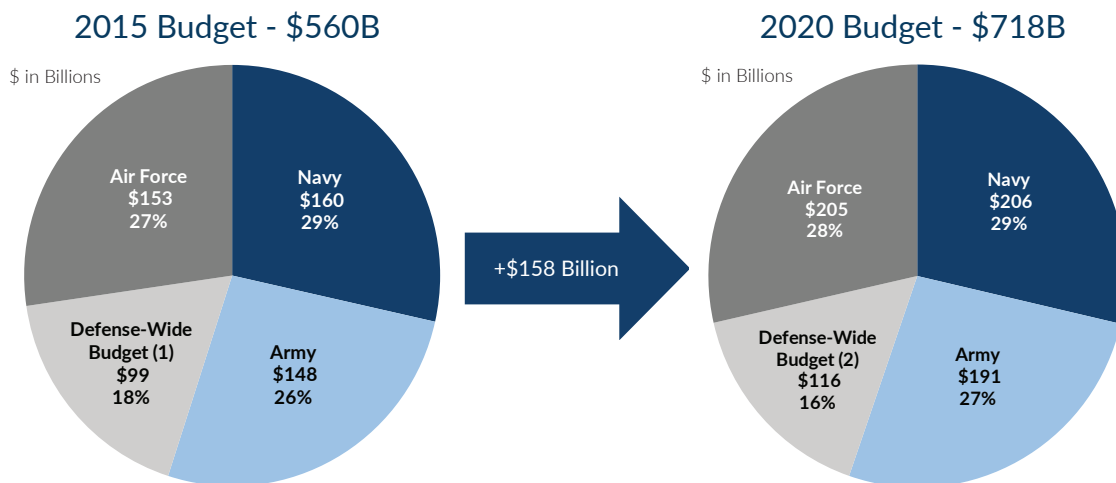 2015 Budget - $560B
$ in Billions
Air Force
$153
27%
Navy
$160
29%
Defense-Wide
Budget (1)
$99
18%
Army
$148
26%
+$158 Billion
2020 Budget - $718B
$ in Billions
Air Force
$205
28%
Navy
$206
29%
Defense-Wide
Budget (2)
$116
16%
Army
$191
27%